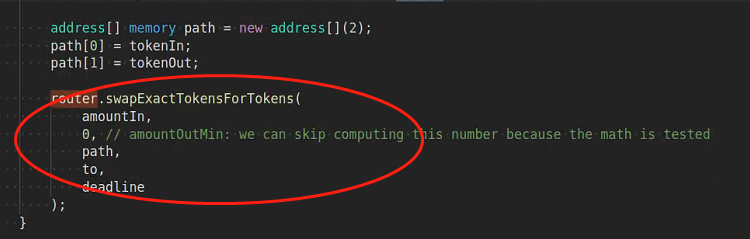 address[] memory path = new address[](2);
path[0] = tokenIn;
path[1] = tokenOut;
router.swapExactTokensForTokens(
amountIn,
0, // amountOutMin: we can skip computing this number because the math is tested
path,
to,
deadline
);
}